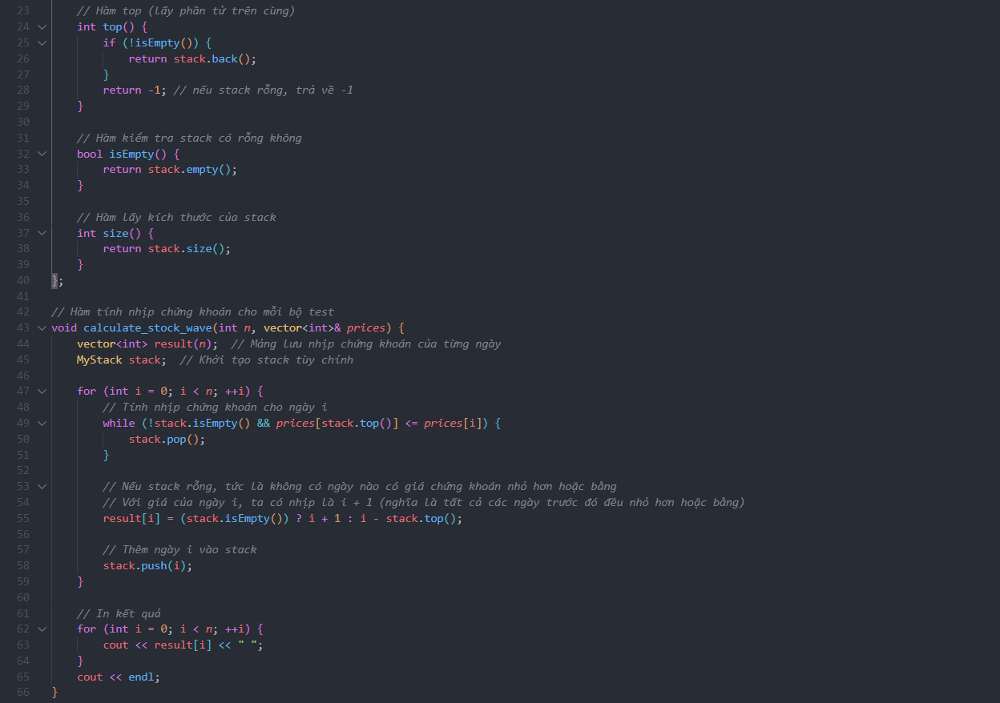 23 // Hàm top (lấy phần tử trên cùng)
24 int top() {
25 if (!isEmpty()) {
26 return stack.back();
27 }
28 return -1; // nếu stack rỗng, trả về -1
29 }
30
31 // Hàm kiểm tra stack có rỗng không
32 bool isEmpty() {
33 return stack.empty();
34 }
35
36 // Hàm lấy kích thước của stack
37 int size() {
38 return stack.size();
39 }
40 };
41
42 // Hàm tính nhịp chứng khoán cho mỗi bộ test
43 void calculate_stock_wave(int n, vector<int>& prices) {
44 vector<int> result(n); // Mảng lưu nhịp chứng khoán của từng ngày
45 MyStack stack; // Khởi tạo stack tùy chỉnh
46
47 for (int i = 0; i < n; ++i) {
48 // Tính nhịp chứng khoán cho ngày i
49 while (!stack.isEmpty() && prices[stack.top()] <= prices[i]) {
50 stack.pop();
51 }
52
53 // Nếu stack rỗng, tức là không có ngày nào có giá chứng khoán nhỏ hơn hoặc bằng
54 // Với giá của ngày i, ta có nhịp là i + 1 (nghĩa là tất cả các ngày trước đó đều nhỏ hơn hoặc bằng)
55 result[i] = (stack.isEmpty()) ? i + 1 : i - stack.top();
56
57 // Thêm ngày i vào stack
58 stack.push(i);
59 }
60
61 // In kết quả
62 for (int i = 0; i < n; ++i) {
63 cout << result[i] << " ";
64 }
65 cout << endl;
66 }